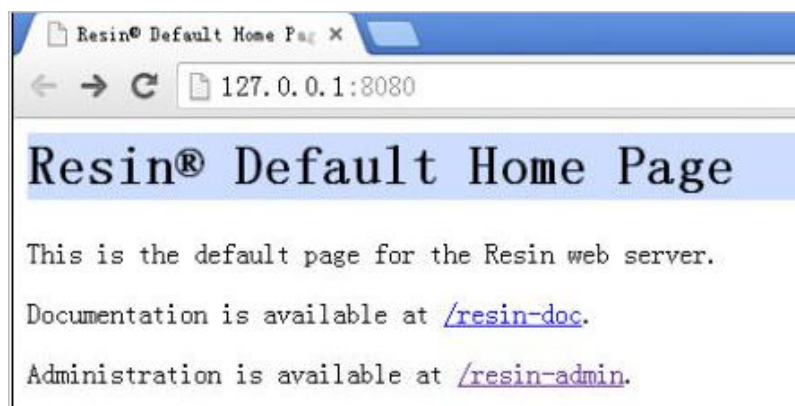 Resin® Default Home Pag
127.0.0.1:8080
Resin® Default Home Page
This is the default page for the Resin web server.
Documentation is available at /resin-doc.
Administration is available at /resin-admin.